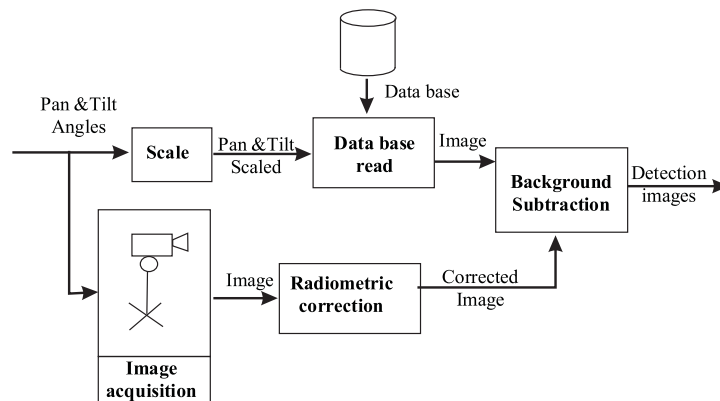 Data base
Pan &Tilt
Angles
Scale
Pan &Tilt
Scaled
Data base
read
Image
Background
Subtraction
Detection
images
Image
Radiometric
correction
Corrected
Image
Image
acquisition